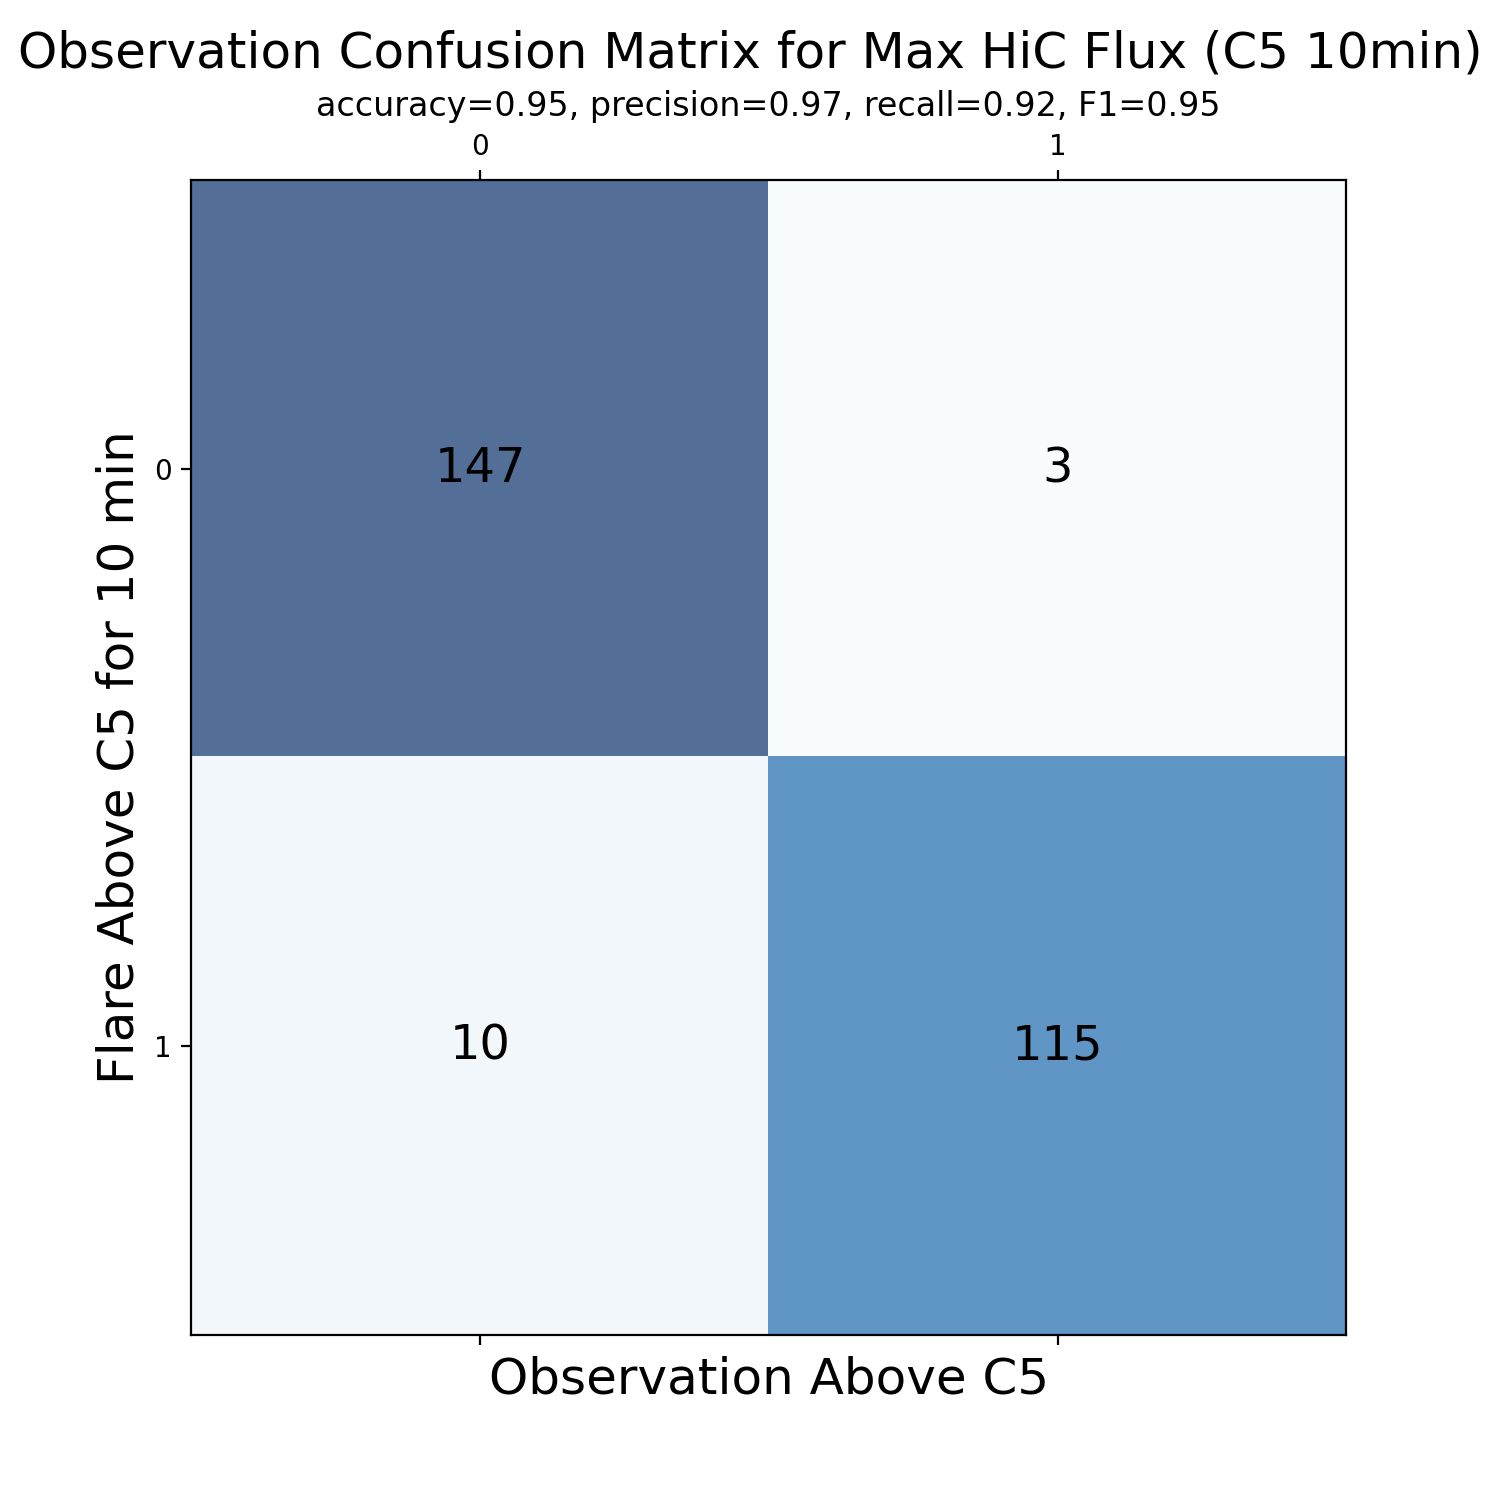 Observation Confusion Matrix for Max HiC Flux (C5 10min)
accuracy=0.95, precision=0.97, recall=0.92, F1=0.95
0 1
Flare Above C5 for 10 min
0 147 3
1 10 115
Observation Above C5